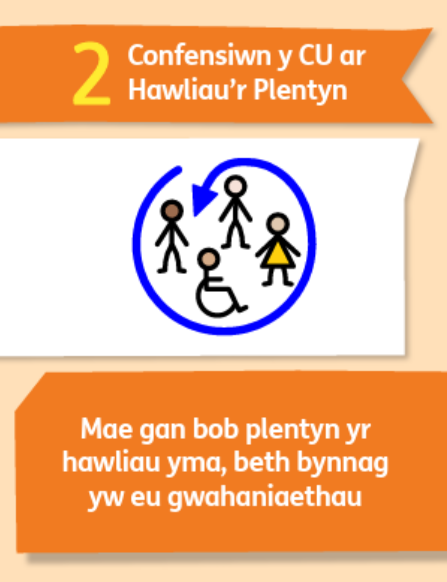 2
Confensiwn y CU ar
Hawliau'r Plentyn
Mae gan bob plentyn yr
hawliau yma, beth bynnag
yw eu gwahaniaethau